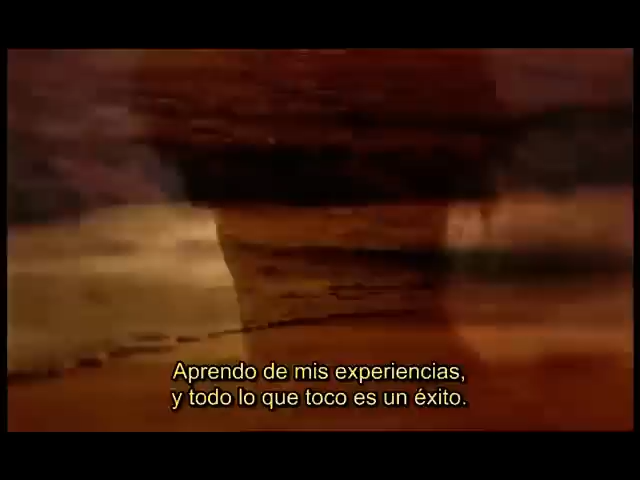 Aprendo de mis experiencias,
y todo lo que toco es un éxito.